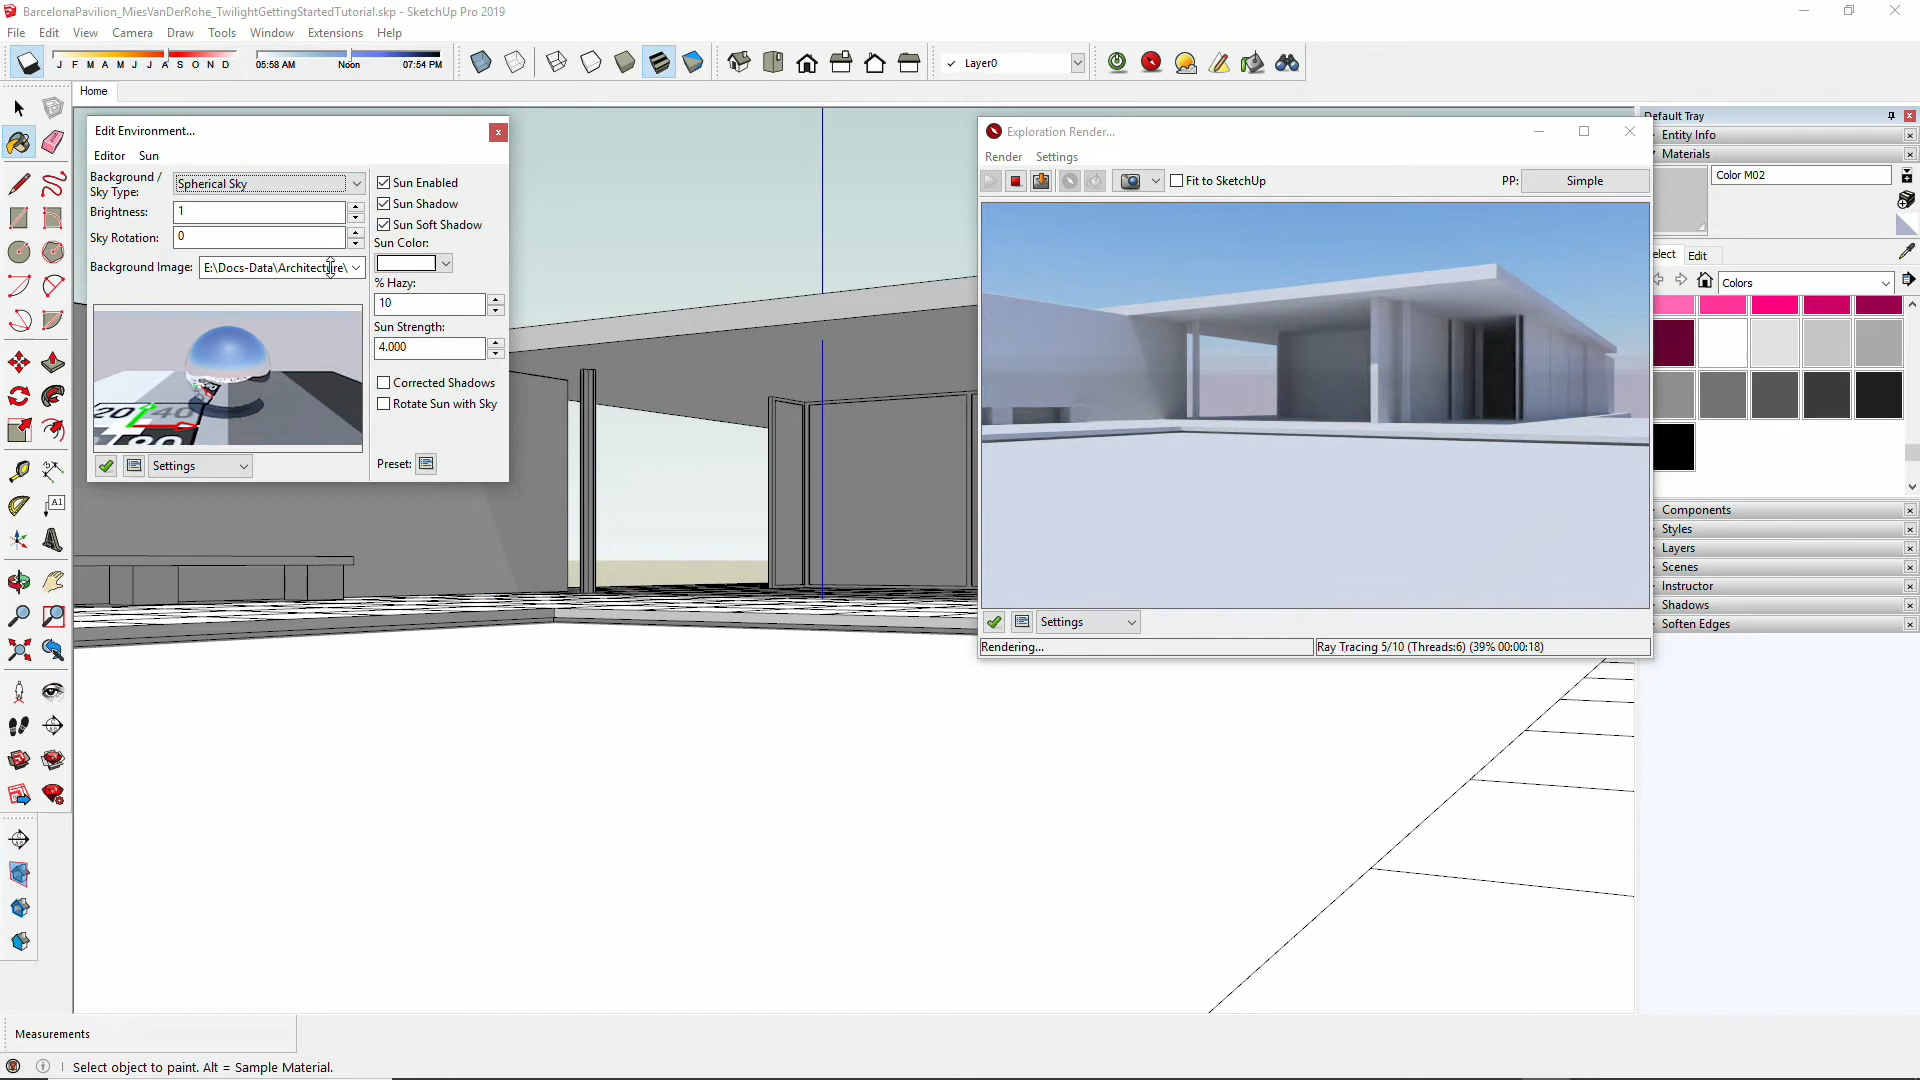 BarcelonaPavilion_MiesVanDerRohe_TwilightGettingStartedTutorial.skp - SketchUp Pro 2019
File Edit View Camera Draw Tools Window Extensions Help
J F M A M J J A S O N D
05:58 AM Noon 07:54 PM
Layer0
Home
Edit Environment...
Editor Sun
Background /
Sky Type:
Spherical Sky
Brightness:
1
Sky Rotation:
0
Background Image:
E:\Docs-Data\Architecture\
Sun Enabled
Sun Shadow
Sun Soft Shadow
Sun Color:
% Hazy:
10
Sun Strength:
4.000
Corrected Shadows
Rotate Sun with Sky
Preset:
Settings
Exploration Render...
Render Settings
Fit to SketchUp
PP: Simple
Settings
Rendering...
Ray Tracing 5/10 (Threads:6) (39% 00:00:18)
Default Tray
Entity Info
Materials
Color M02
elect Edit
Colors
Components
Styles
Layers
Scenes
Instructor
Shadows
Soften Edges
A1
Measurements
Select object to paint. Alt = Sample Material.